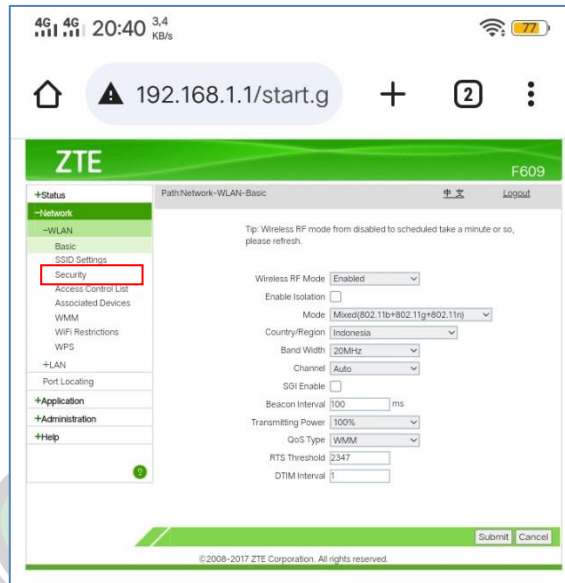 4G 4G 20:40 3,4 KB/s 77
192.168.1.1/start.g 2
ZTE
F609
+Status
Path:Network-WLAN-Basic 中文 Logout
-Network
-WLAN
Tip: Wireless RF mode from disabled to scheduled take a minute or so,
please refresh.
Basic
SSID Settings
Security
Access Control List
Associated Devices
WMM
WiFi Restrictions
WPS
+LAN
Port Locating
+Application
+Administration
+Help
?
Wireless RF Mode Enabled
Enable Isolation
Mode Mixed(802.11b+802.11g+802.11n)
Country/Region Indonesia
Band Width 20MHz
Channel Auto
SGI Enable
Beacon Interval 100 ms
Transmitting Power 100%
QoS Type WMM
RTS Threshold 2347
DTIM Interval 1
Submit Cancel
©2008-2017 ZTE Corporation. All rights reserved.